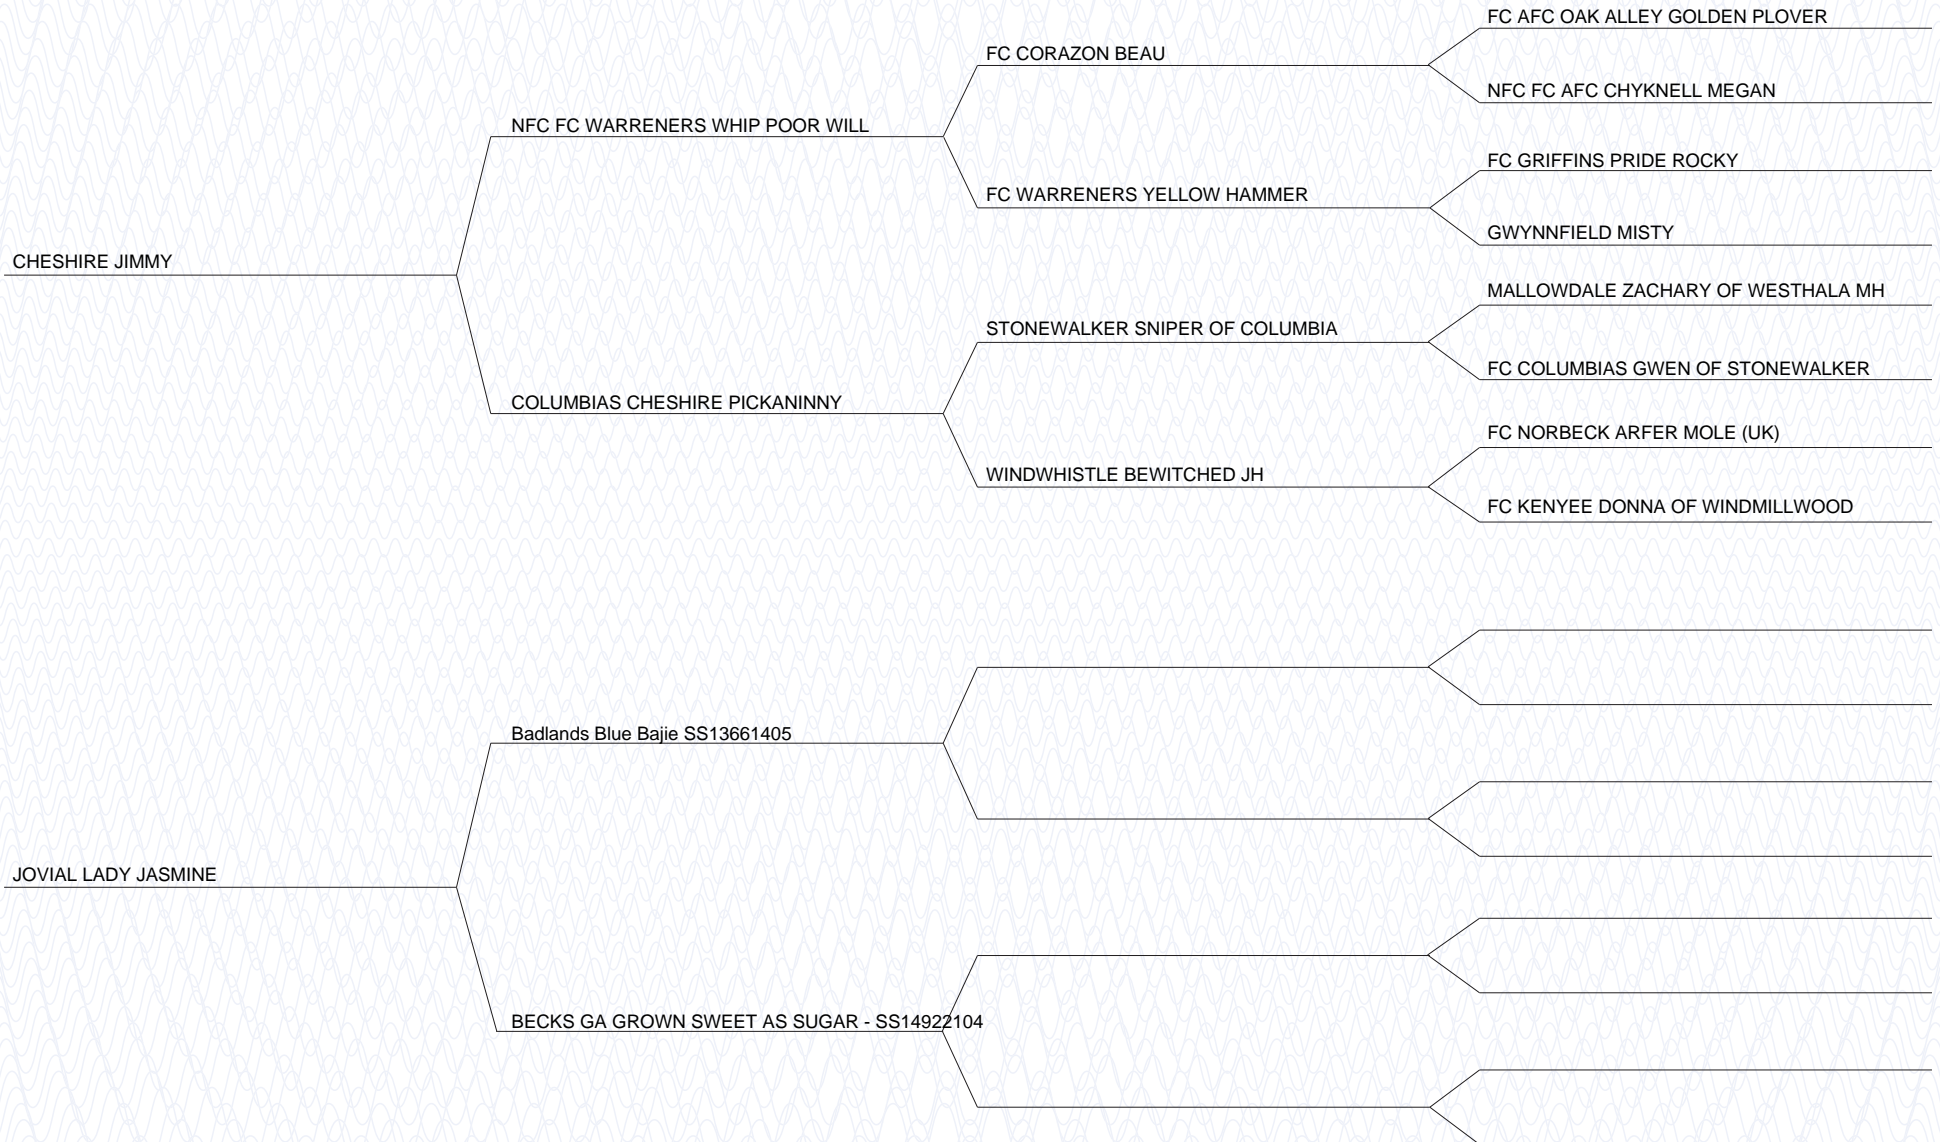 FC AFC OAK ALLEY GOLDEN PLOVER
FC CORAZON BEAU
NFC FC AFC CHYKNELL MEGAN
NFC FC WARRENERS WHIP POOR WILL
FC GRIFFINS PRIDE ROCKY
FC WARRENERS YELLOW HAMMER
GWYNNFIELD MISTY
CHESHIRE JIMMY
MALLOWDALE ZACHARY OF WESTHALA MH
STONEWALKER SNIPER OF COLUMBIA
FC COLUMBIAS GWEN OF STONEWALKER
COLUMBIAS CHESHIRE PICKANINNY
FC NORBECK ARFER MOLE (UK)
WINDWHISTLE BEWITCHED JH
FC KENYEE DONNA OF WINDMILLWOOD
Badlands Blue Bajie SS13661405
JOVIAL LADY JASMINE
BECKS GA GROWN SWEET AS SUGAR - SS14922104